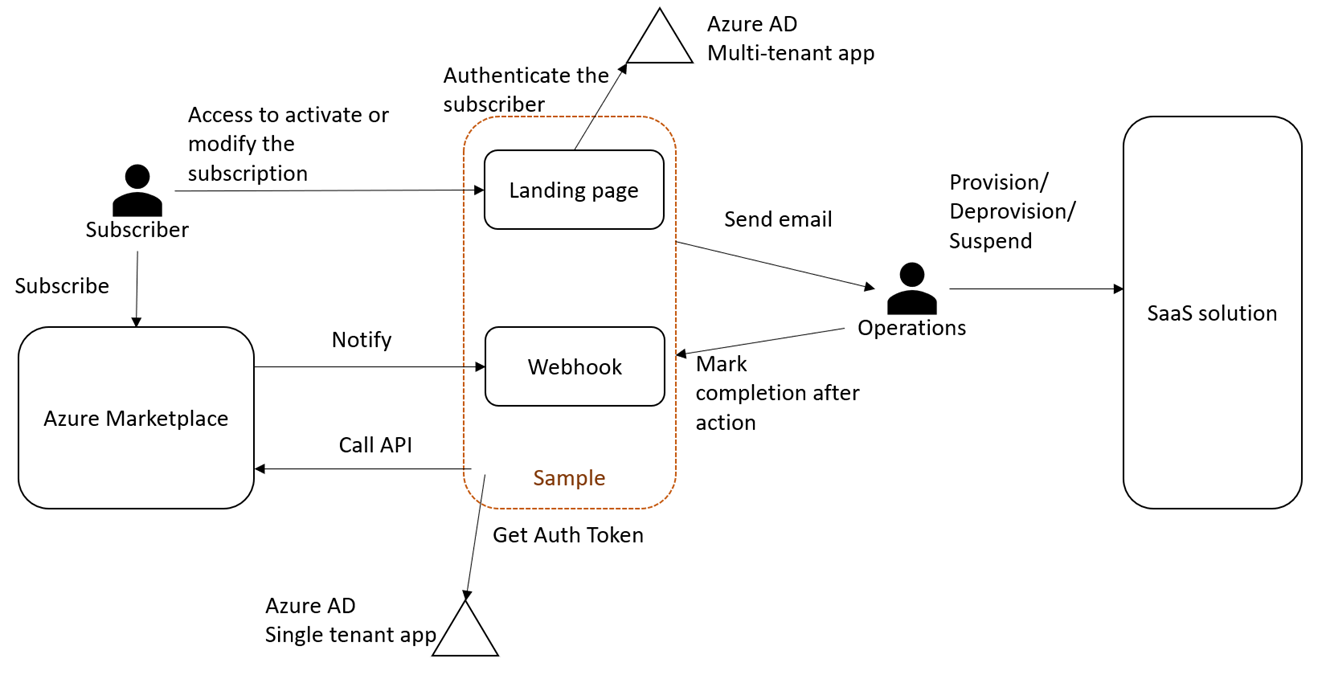 Azure AD
Multi-tenant app
Authenticate the
subscriber
Access to activate or
modify the
subscription
Landing page
Subscriber
Subscribe
Send email
Provision/
Deprovision/
Suspend
Operations
SaaS solution
Notify
Webhook
Mark
completion after
action
Azure Marketplace
Call API
Sample
Get Auth Token
Azure AD
Single tenant app